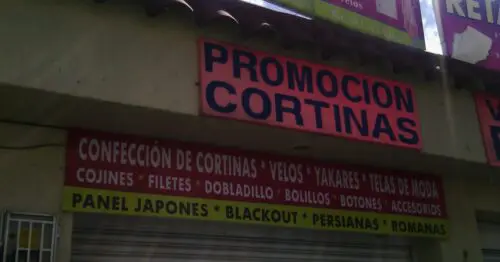 RETA
PROMOCION
CORTINAS
CONFECCIÓN DE CORTINAS * VELOS * YAKARES * TELAS DE MODA
COJINES * FILETES * DOBLADILLO * BOLILLOS * BOTONES * ACCESORIOS
PANEL JAPONES * BLACKOUT * PERSIANAS * ROMANAS